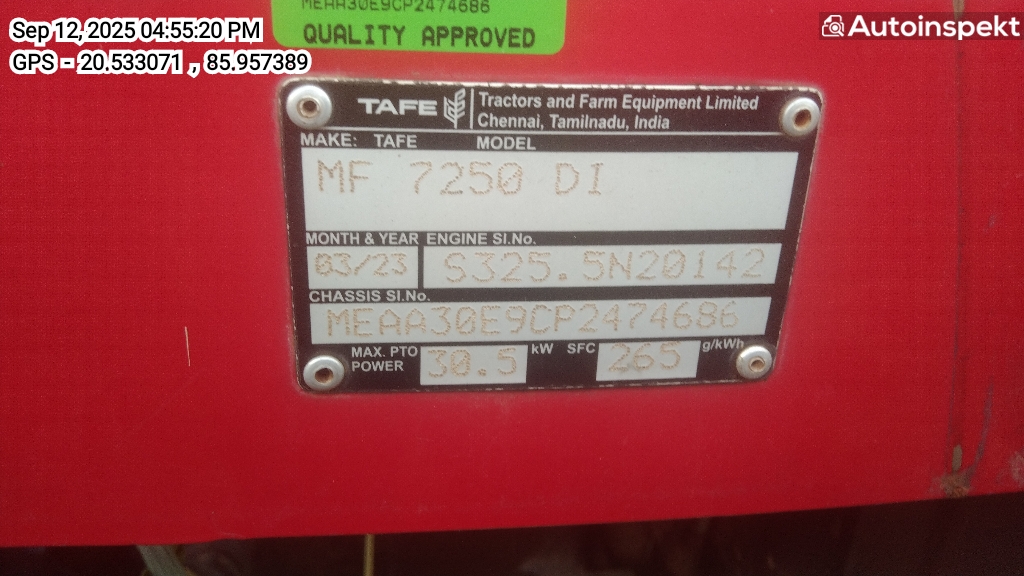 MEAA30E9CP2474686
QUALITY APPROVED
Sep 12, 2025 04:55:20 PM
GPS - 20.533071 , 85.957389
Autoinspekt
TAFE Tractors and Farm Equipment Limited
Chennai, Tamilnadu, India
MAKE: TAFE MODEL
MF 7250 DI
MONTH & YEAR ENGINE Sl.No.
03/23 S325.5N20142
CHASSIS Sl.No.
MEAA30E9CP2474686
MAX. PTO POWER 30.5 kW SFC 265 g/kWh